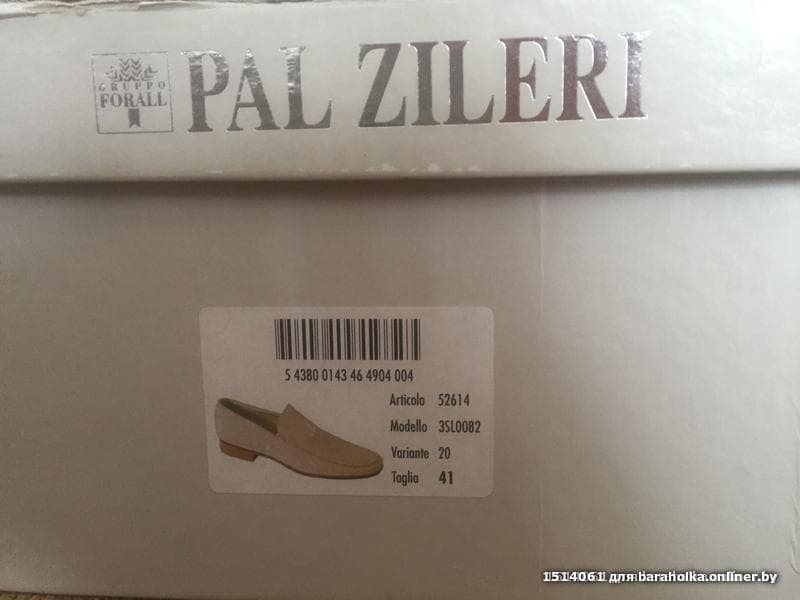 GRUPPO
FORALL
PAL ZILERI
5 4380 0143 46 4904 004
Articolo 52614
Modello 3SL0082
Variante 20
Taglia 41
1514061 для baraholka.onliner.by